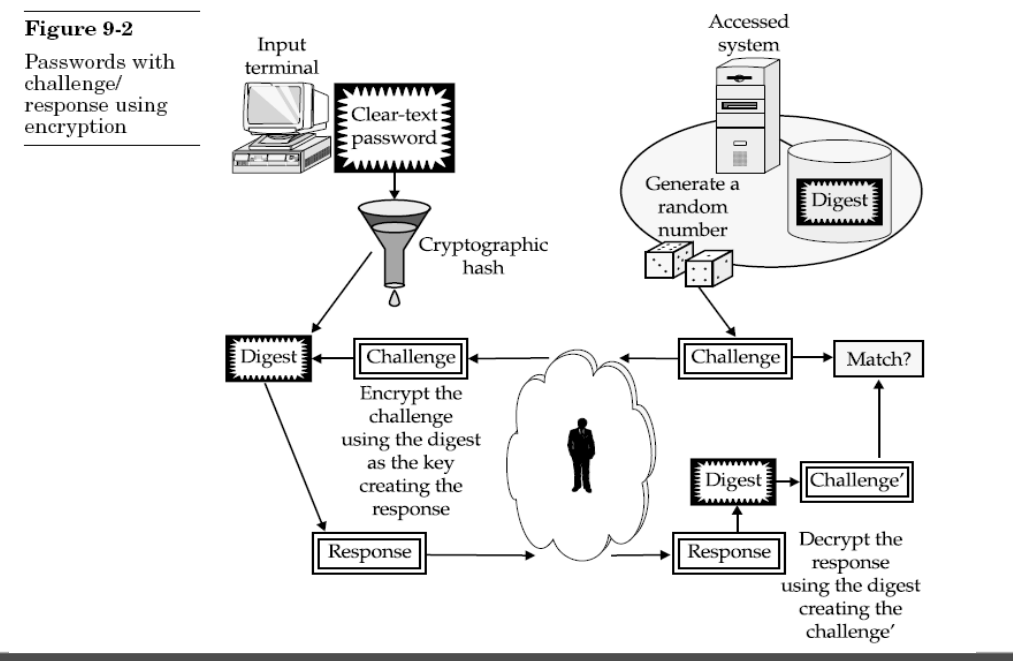 Figure 9-2
Passwords with
challenge/
response using
encryption
Input
terminal
Clear-text
password
Cryptographic
hash
Accessed
system
Generate a
random
number
Digest
Digest
Challenge
Challenge
Match?
Encrypt the
challenge
using the digest
as the key
creating the
response
Digest
Challenge′
Response
Response
Decrypt the
response
using the digest
creating the
challenge′